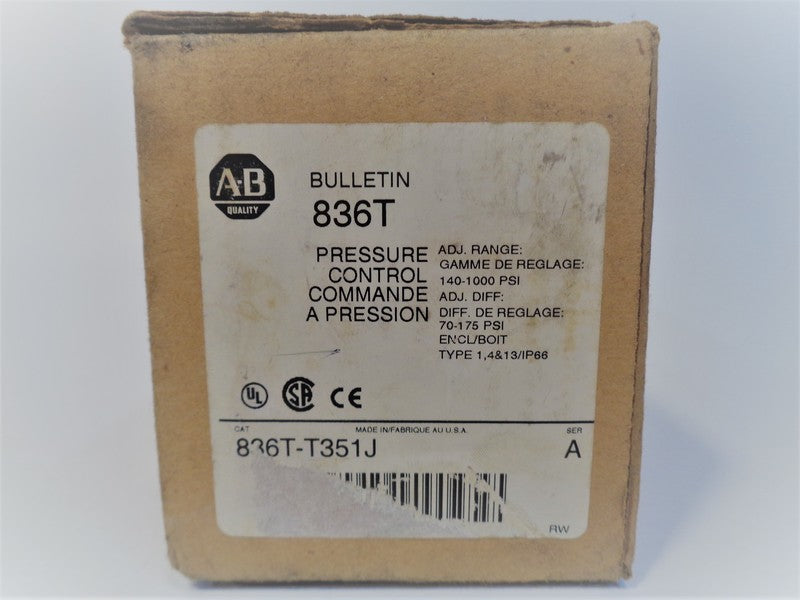 A-B
QUALITY
BULLETIN
836T
PRESSURE
CONTROL
COMMANDE
A PRESSION
ADJ. RANGE:
GAMME DE REGLAGE:
140-1000 PSI
ADJ. DIFF:
DIFF. DE REGLAGE:
70-175 PSI
ENCL/BOIT
TYPE 1,4&13/IP66
UL
SA
CE
CAT
MADE IN/FABRIQUE AU U.S.A.
SER
836T-T351J
A
RW